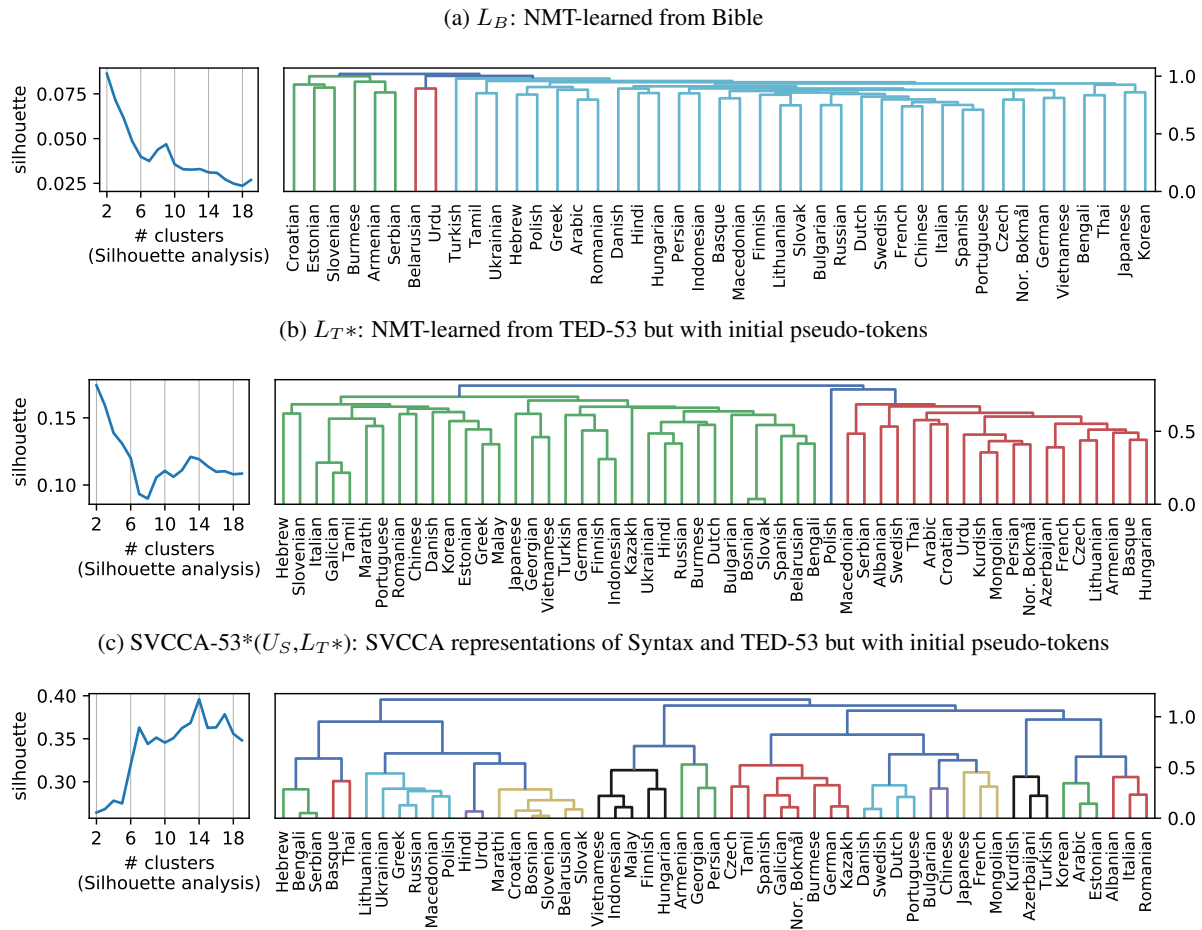 (a) L_B: NMT-learned from Bible
silhouette
0.075
0.050
0.025
2 6 10 14 18
# clusters
(Silhouette analysis)
1.0
0.5
0.0
Croatian
Estonian
Slovenian
Burmese
Armenian
Serbian
Belarusian
Urdu
Turkish
Tamil
Ukrainian
Hebrew
Polish
Greek
Arabic
Romanian
Danish
Hindi
Hungarian
Persian
Indonesian
Basque
Macedonian
Finnish
Lithuanian
Slovak
Bulgarian
Russian
Dutch
Swedish
French
Chinese
Italian
Spanish
Portuguese
Czech
Nor. Bokmål
German
Vietnamese
Bengali
Thai
Japanese
Korean
(b) L_T*: NMT-learned from TED-53 but with initial pseudo-tokens
silhouette
0.15
0.10
2 6 10 14 18
# clusters
(Silhouette analysis)
0.5
0.0
Hebrew
Slovenian
Italian
Galician
Tamil
Marathi
Portuguese
Romanian
Chinese
Danish
Korean
Estonian
Greek
Malay
Japanese
Georgian
Vietnamese
Turkish
German
Finnish
Indonesian
Kazakh
Ukrainian
Hindi
Russian
Burmese
Dutch
Bulgarian
Bosnian
Slovak
Spanish
Belarusian
Bengali
Polish
Macedonian
Serbian
Albanian
Swedish
Thai
Arabic
Croatian
Urdu
Kurdish
Mongolian
Persian
Nor. Bokmål
Azerbaijani
French
Czech
Lithuanian
Armenian
Basque
Hungarian
(c) SVCCA-53*(U_S,L_T*): SVCCA representations of Syntax and TED-53 but with initial pseudo-tokens
silhouette
0.40
0.35
0.30
2 6 10 14 18
# clusters
(Silhouette analysis)
1.0
0.5
0.0
Hebrew
Bengali
Serbian
Basque
Thai
Lithuanian
Ukrainian
Greek
Russian
Macedonian
Polish
Hindi
Urdu
Marathi
Croatian
Bosnian
Slovenian
Belarusian
Slovak
Vietnamese
Indonesian
Malay
Finnish
Hungarian
Armenian
Georgian
Persian
Czech
Tamil
Spanish
Galician
Nor. Bokmål
Burmese
German
Kazakh
Danish
Swedish
Dutch
Portuguese
Bulgarian
Chinese
Japanese
French
Mongolian
Kurdish
Azerbaijani
Turkish
Korean
Arabic
Estonian
Albanian
Italian
Romanian